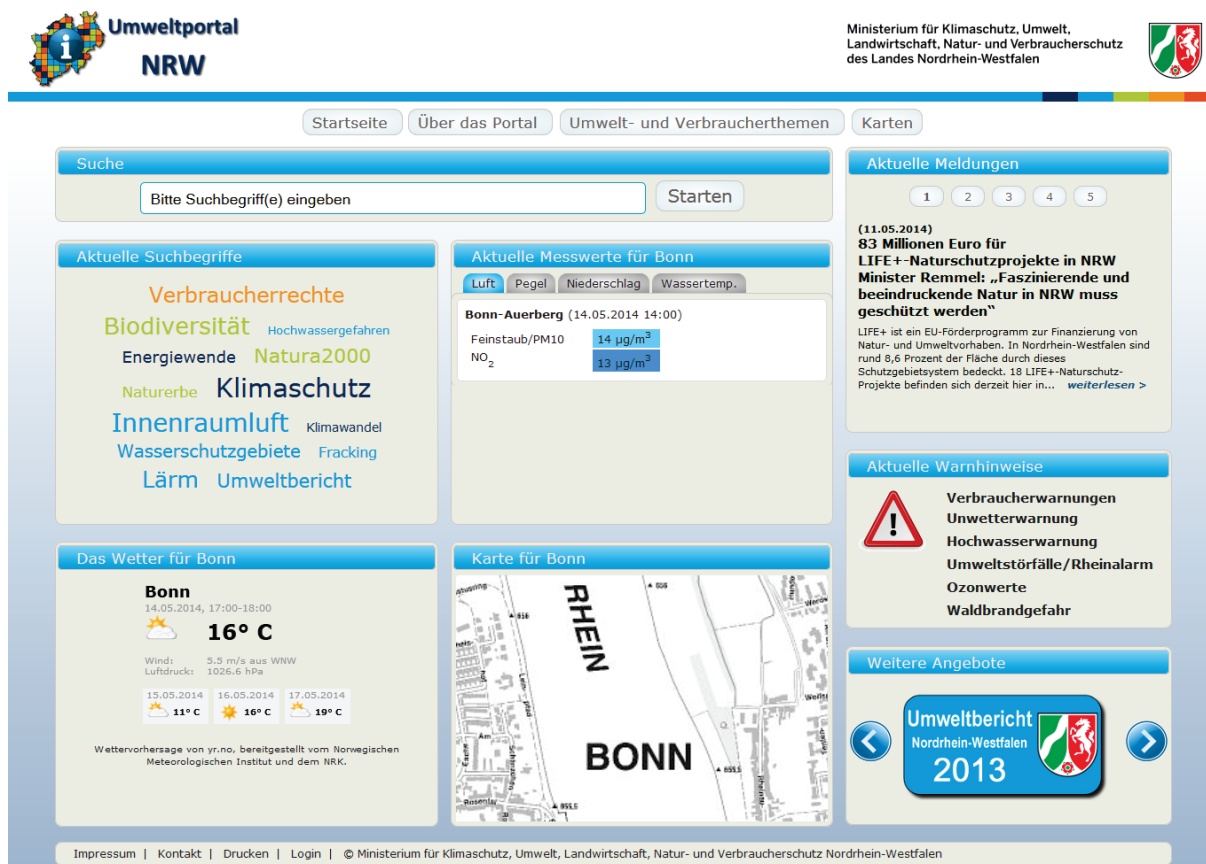 Umweltportal
NRW
Ministerium für Klimaschutz, Umwelt,
Landwirtschaft, Natur- und Verbraucherschutz
des Landes Nordrhein-Westfalen
Startseite
Über das Portal
Umwelt- und Verbraucherthemen
Karten
Suche
Bitte Suchbegriff(e) eingeben
Starten
Aktuelle Suchbegriffe
Verbraucherrechte
Biodiversität Hochwassergefahren
Energiewende Natura2000
Naturerbe Klimaschutz
Innenraumluft Klimawandel
Wasserschutzgebiete Fracking
Lärm Umweltbericht
Aktuelle Messwerte für Bonn
Luft Pegel Niederschlag Wassertemp.
Bonn-Auerberg (14.05.2014 14:00)
Feinstaub/PM10 14 µg/m³
NO₂ 13 µg/m³
Aktuelle Meldungen
1 2 3 4 5
(11.05.2014)
83 Millionen Euro für
LIFE+-Naturschutzprojekte in NRW
Minister Remmel: „Faszinierende und
beeindruckende Natur in NRW muss
geschützt werden“
LIFE+ ist ein EU-Förderprogramm zur Finanzierung von
Natur- und Umweltvorhaben. In Nordrhein-Westfalen sind
rund 8,6 Prozent der Fläche durch dieses
Schutzgebietsystem bedeckt. 18 LIFE+-Naturschutz-
Projekte befinden sich derzeit hier in... weiterlesen >
Aktuelle Warnhinweise
Verbraucherwarnungen
Unwetterwarnung
Hochwasserwarnung
Umweltstörfälle/Rheinalarm
Ozonwerte
Waldbrandgefahr
Das Wetter für Bonn
Bonn
14.05.2014, 17:00-18:00
16° C
Wind: 5.5 m/s aus WNW
Luftdruck: 1026.6 hPa
15.05.2014 16.05.2014 17.05.2014
11° C 16° C 19° C
Wettervorhersage von yr.no, bereitgestellt vom Norwegischen
Meteorologischen Institut und dem NRK.
Karte für Bonn
RHEIN
656
656
BONN
655,5
Am
655,5
Weitere Angebote
Umweltbericht
Nordrhein-Westfalen
2013
Impressum | Kontakt | Drucken | Login | © Ministerium für Klimaschutz, Umwelt, Landwirtschaft, Natur- und Verbraucherschutz Nordrhein-Westfalen